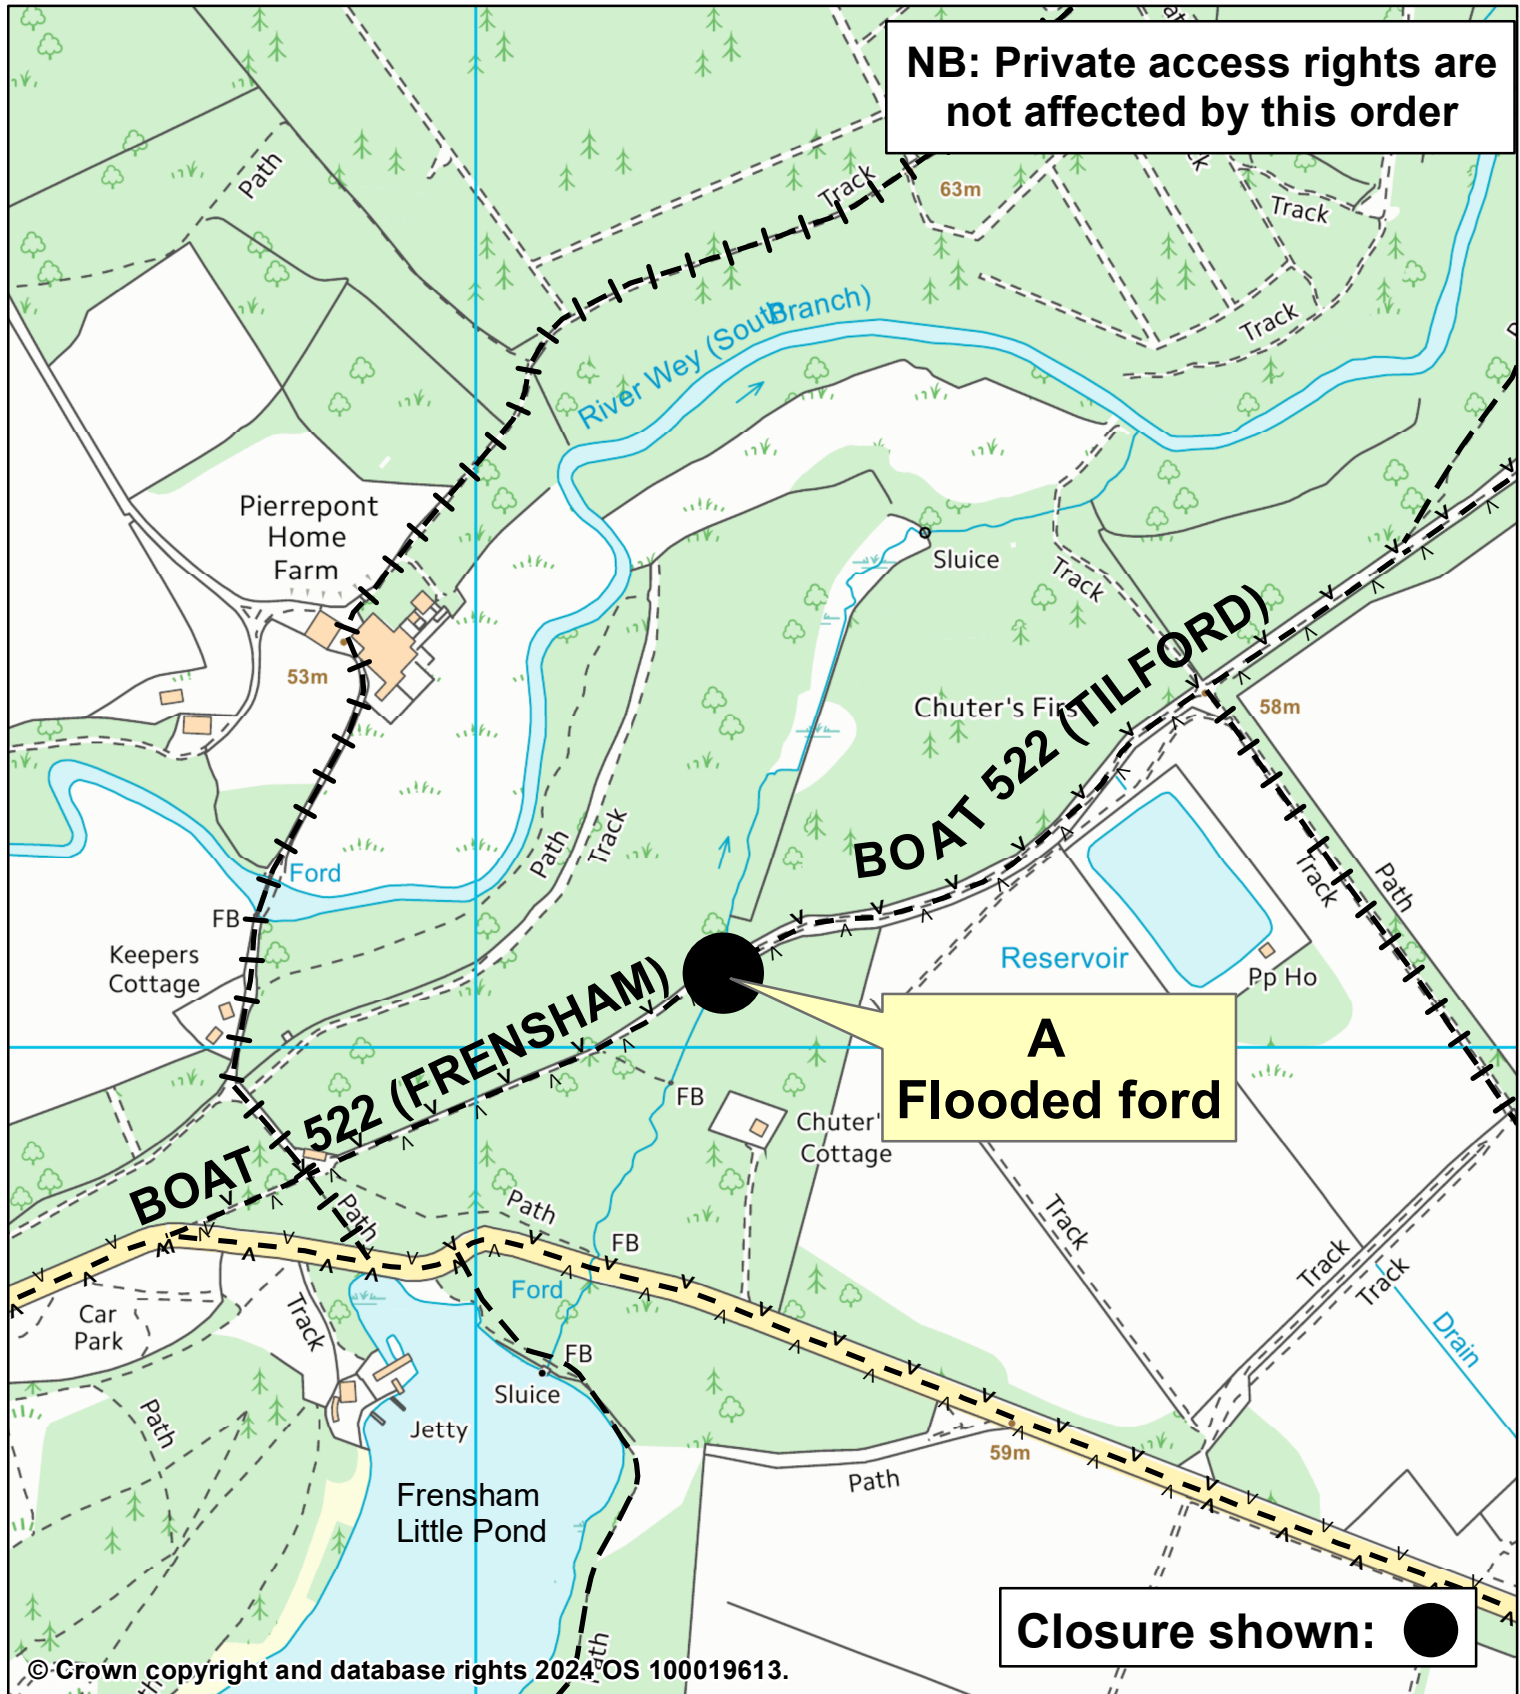 NB: Private access rights are
not affected by this order
Path
Track
63m
Track
Track
River Wey (South Branch)
Pierrepont
Home
Farm
53m
Sluice
Track
Chuter's Firs
BOAT 522 (TILFORD)
58m
Path
Track
Ford
FB
Keepers
Cottage
Track
Path
Reservoir
Pp Ho
BOAT 522 (FRENSHAM)
A
Flooded ford
FB
Chuter'
Cottage
Path
Path
FB
Track
Track
Track
Ford
Car
Park
Track
FB
Sluice
Drain
Path
Jetty
59m
Path
Frensham
Little Pond
Closure shown:
Path
© Crown copyright and database rights 2024 OS 100019613.